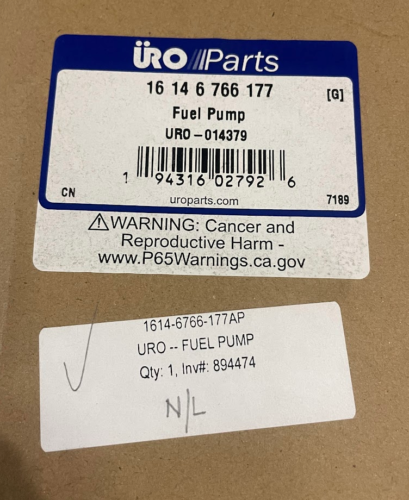 ÜRO///Parts
16 14 6 766 177 [G]
Fuel Pump
URO-014379
1 94316 02792 6
CN uroparts.com 7189
⚠WARNING: Cancer and
Reproductive Harm -
www.P65Warnings.ca.gov
1614-6766-177AP
URO -- FUEL PUMP
Qty: 1, Inv#: 894474
N/L